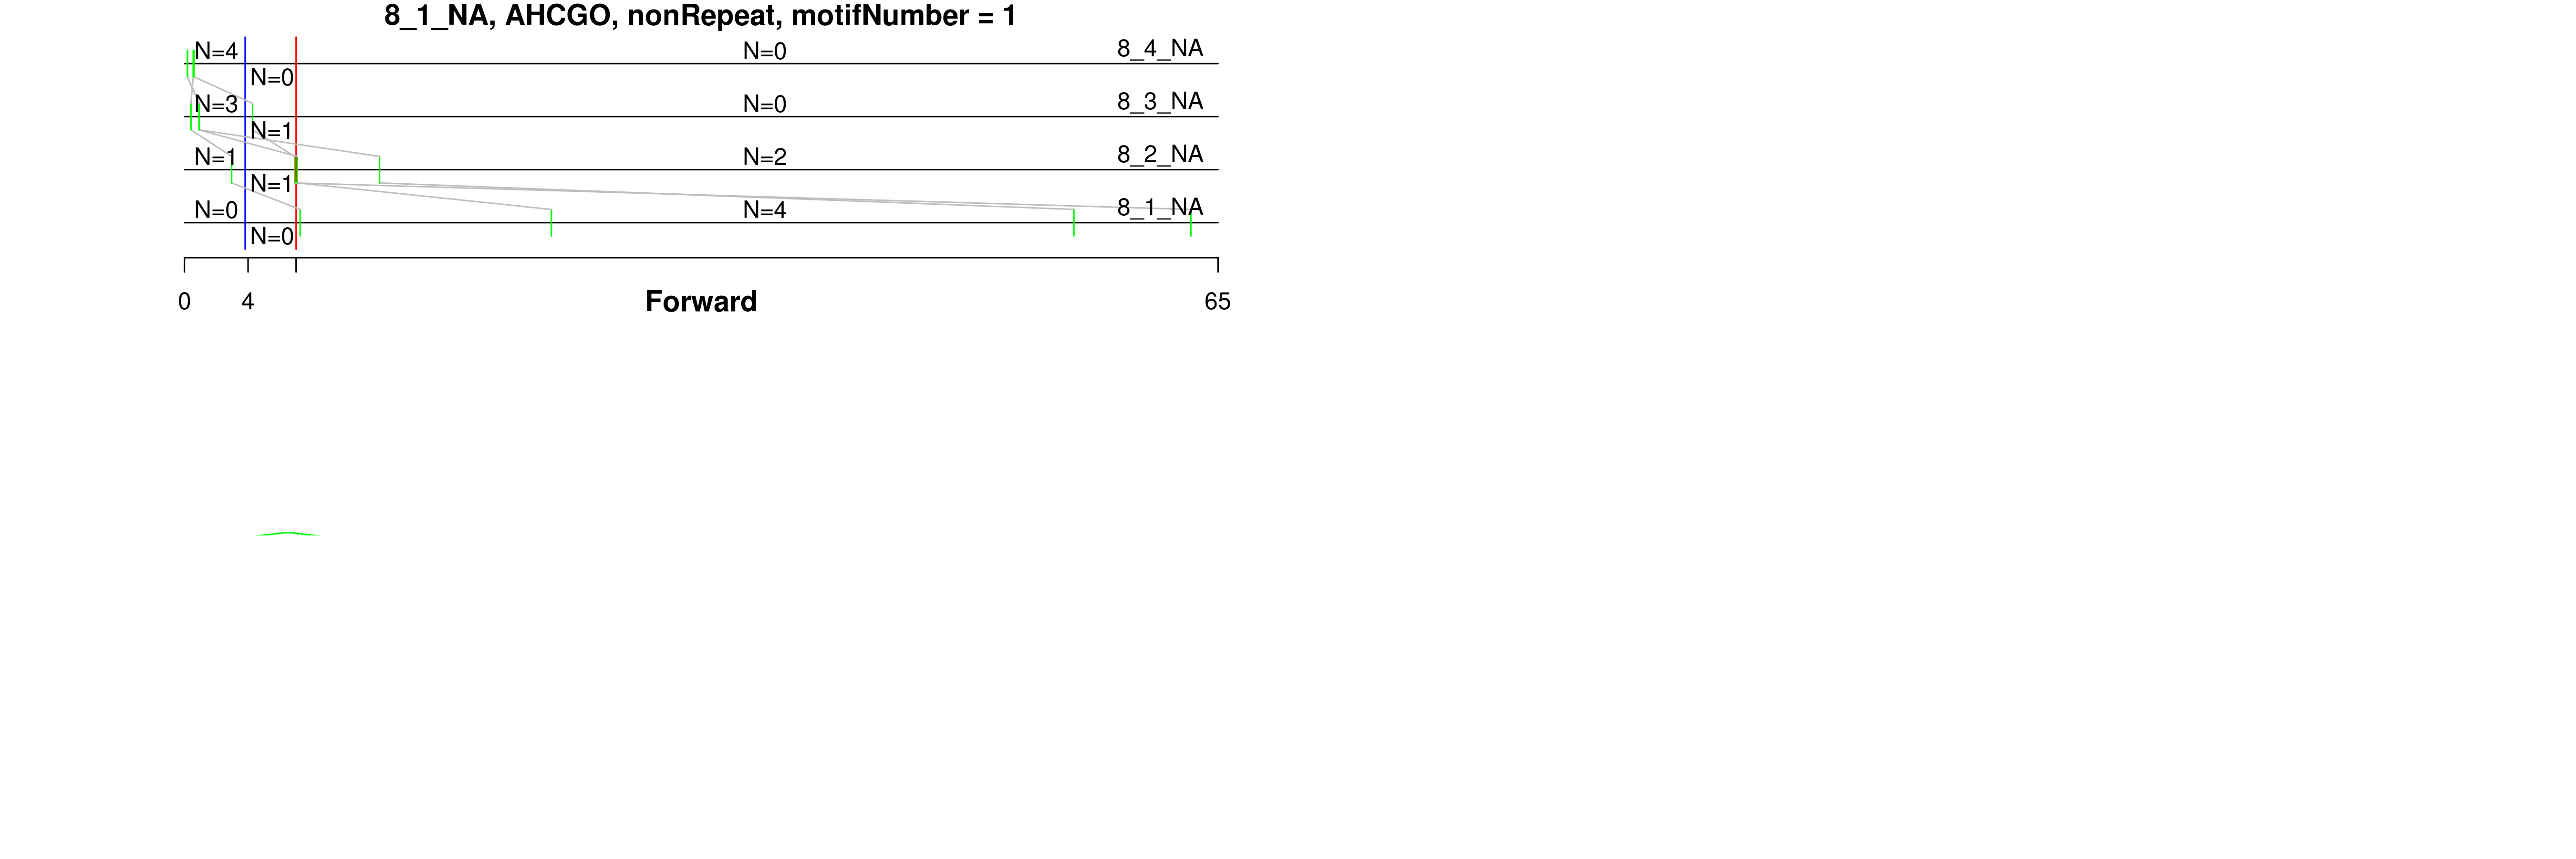 8_1_NA, AHCGO, nonRepeat, motifNumber = 1
N=4 N=0 8_4_NA
N=0
N=3 N=0 8_3_NA
N=1
N=1 N=2 8_2_NA
N=1
N=0 N=4 8_1_NA
N=0
0 4 Forward 65